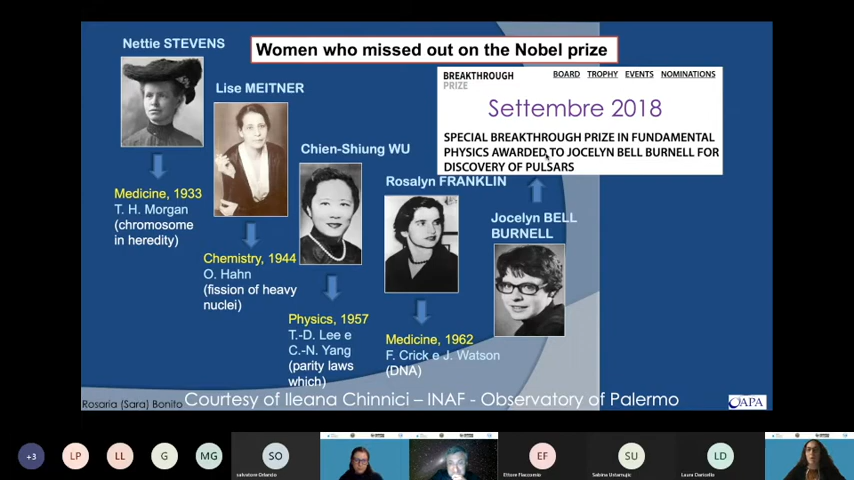 Women who missed out on the Nobel prize
Nettie STEVENS
Medicine, 1933
T. H. Morgan
(chromosome
in heredity)
Lise MEITNER
Chemistry, 1944
O. Hahn
(fission of heavy
nuclei)
Chien-Shiung WU
Physics, 1957
T.-D. Lee e
C.-N. Yang
(parity laws
which)
Rosalyn FRANKLIN
Medicine, 1962
F. Crick e J. Watson
(DNA)
Jocelyn BELL
BURNELL
BREAKTHROUGH
PRIZE
BOARD TROPHY EVENTS NOMINATIONS
Settembre 2018
SPECIAL BREAKTHROUGH PRIZE IN FUNDAMENTAL
PHYSICS AWARDED TO JOCELYN BELL BURNELL FOR
DISCOVERY OF PULSARS
Rosaria (Sara) Bonito
Courtesy of Ileana Chinnici – INAF - Observatory of Palermo
OAPA
+3
LP
LL
G
MG
SO
salvatore Orlando
EF
Ettore Flaccomio
SU
Sabina Ustamujic
LD
Laura Daricello